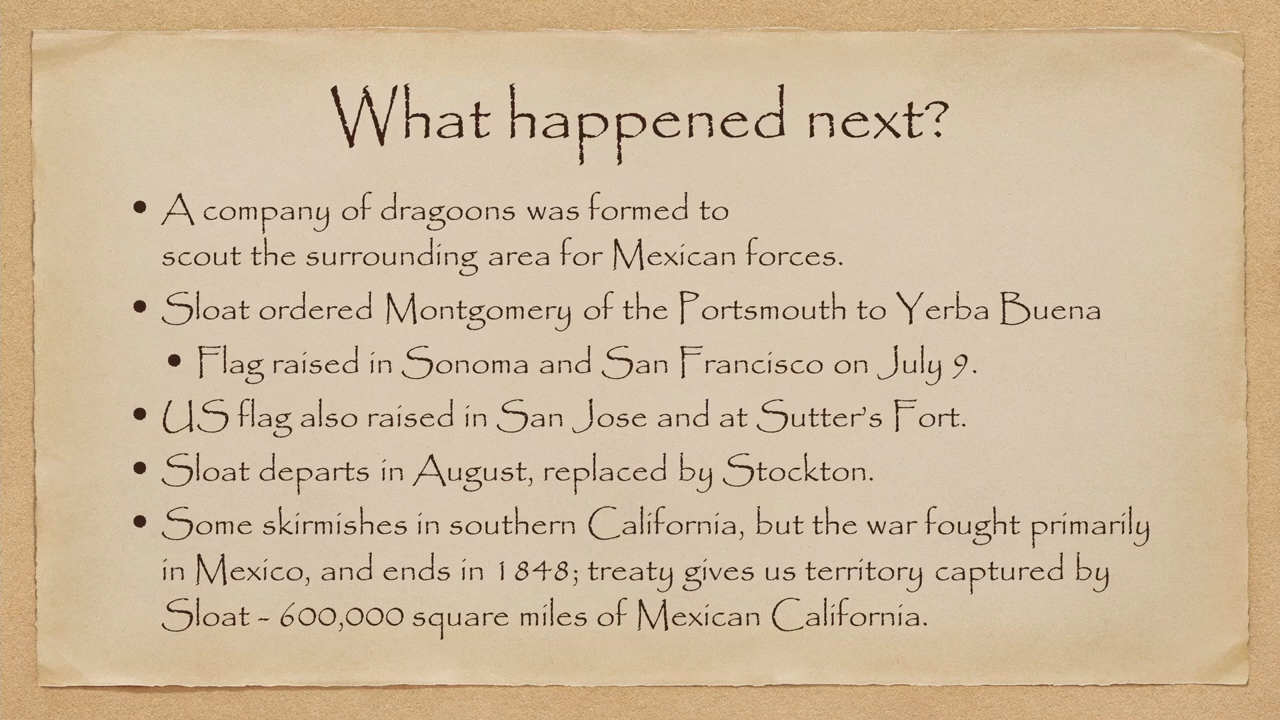 What happened next?
• A company of dragoons was formed to
scout the surrounding area for Mexican forces.
• Sloat ordered Montgomery of the Portsmouth to Yerba Buena
• Flag raised in Sonoma and San Francisco on July 9.
• US flag also raised in San Jose and at Sutter's Fort.
• Sloat departs in August, replaced by Stockton.
• Some skirmishes in southern California, but the war fought primarily
in Mexico, and ends in 1848; treaty gives us territory captured by
Sloat - 600,000 square miles of Mexican California.